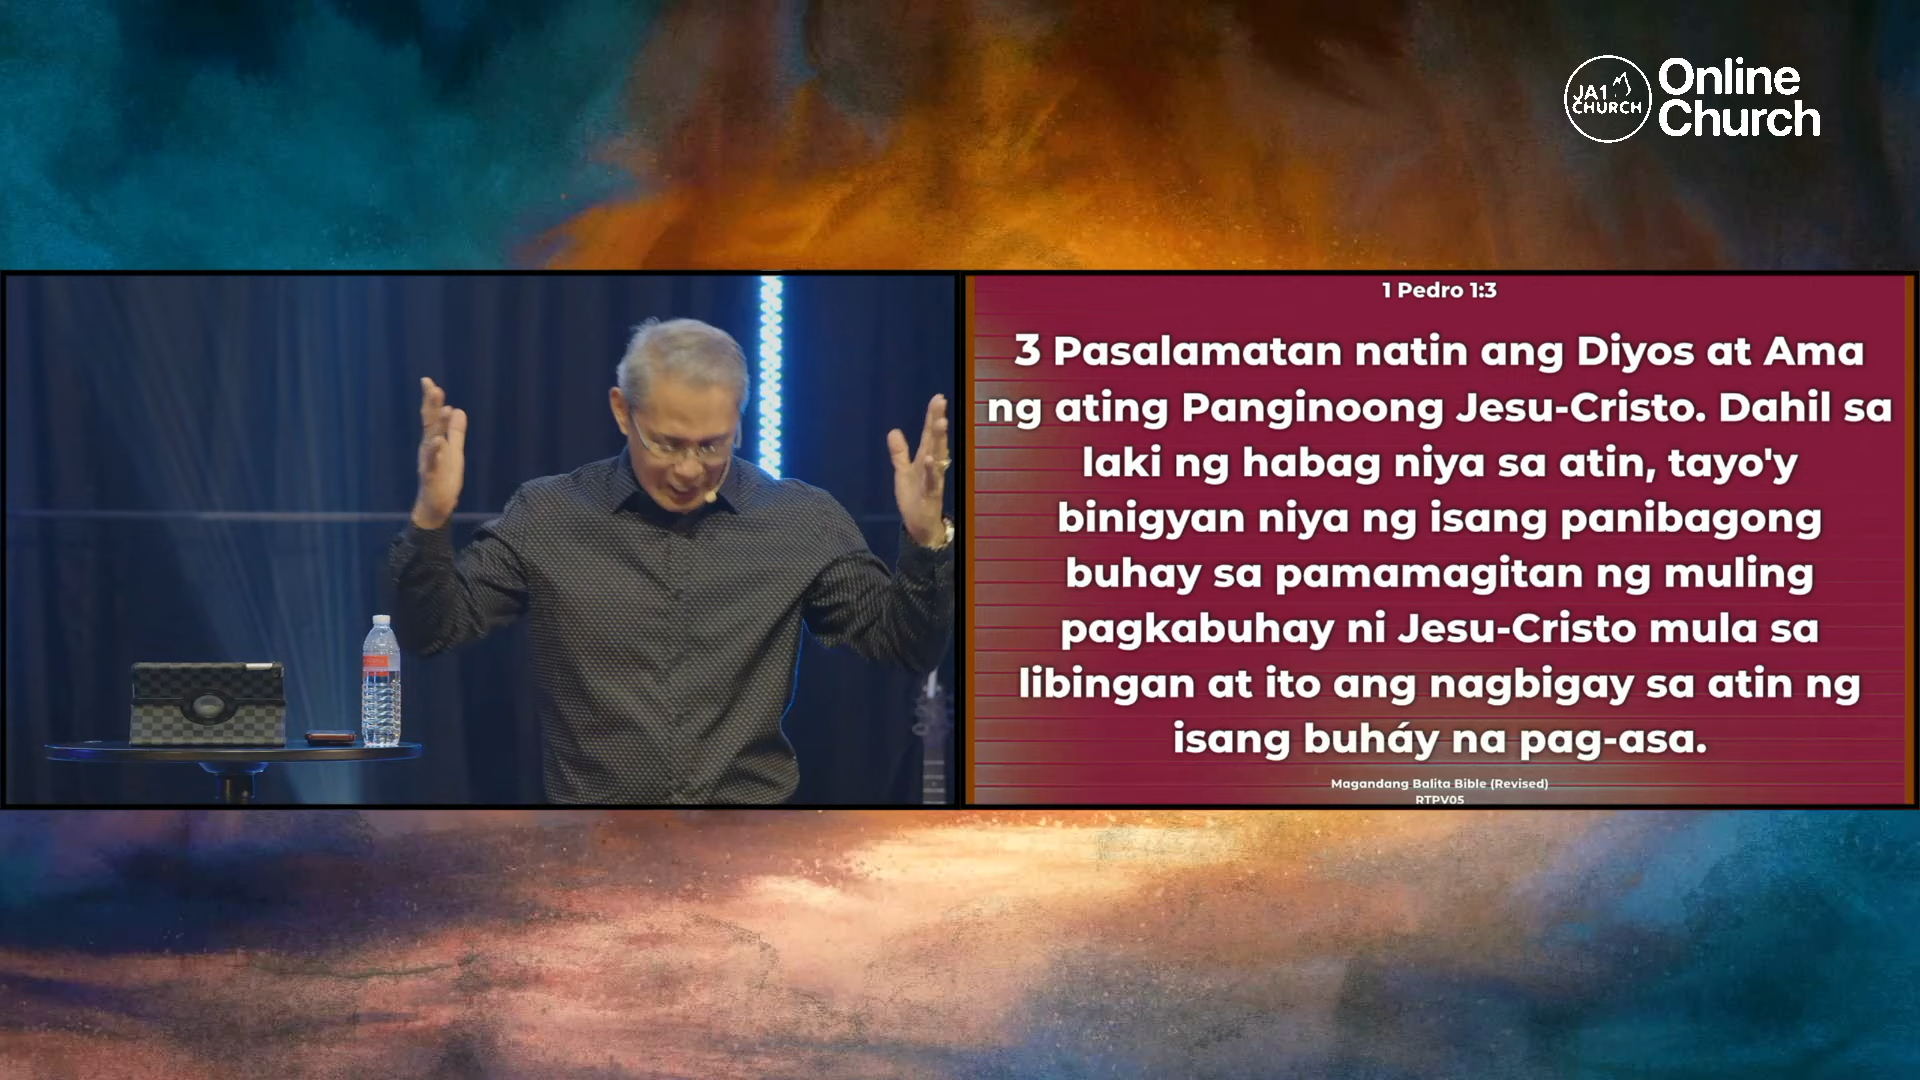 JA1
CHURCH
Online
Church
1 Pedro 1:3
3 Pasalamatan natin ang Diyos at Ama
ng ating Panginoong Jesu-Cristo. Dahil sa
laki ng habag niya sa atin, tayo'y
binigyan niya ng isang panibagong
buhay sa pamamagitan ng muling
pagkabuhay ni Jesu-Cristo mula sa
libingan at ito ang nagbigay sa atin ng
isang buháy na pag-asa.
Magandang Balita Bible (Revised)
RTPV05